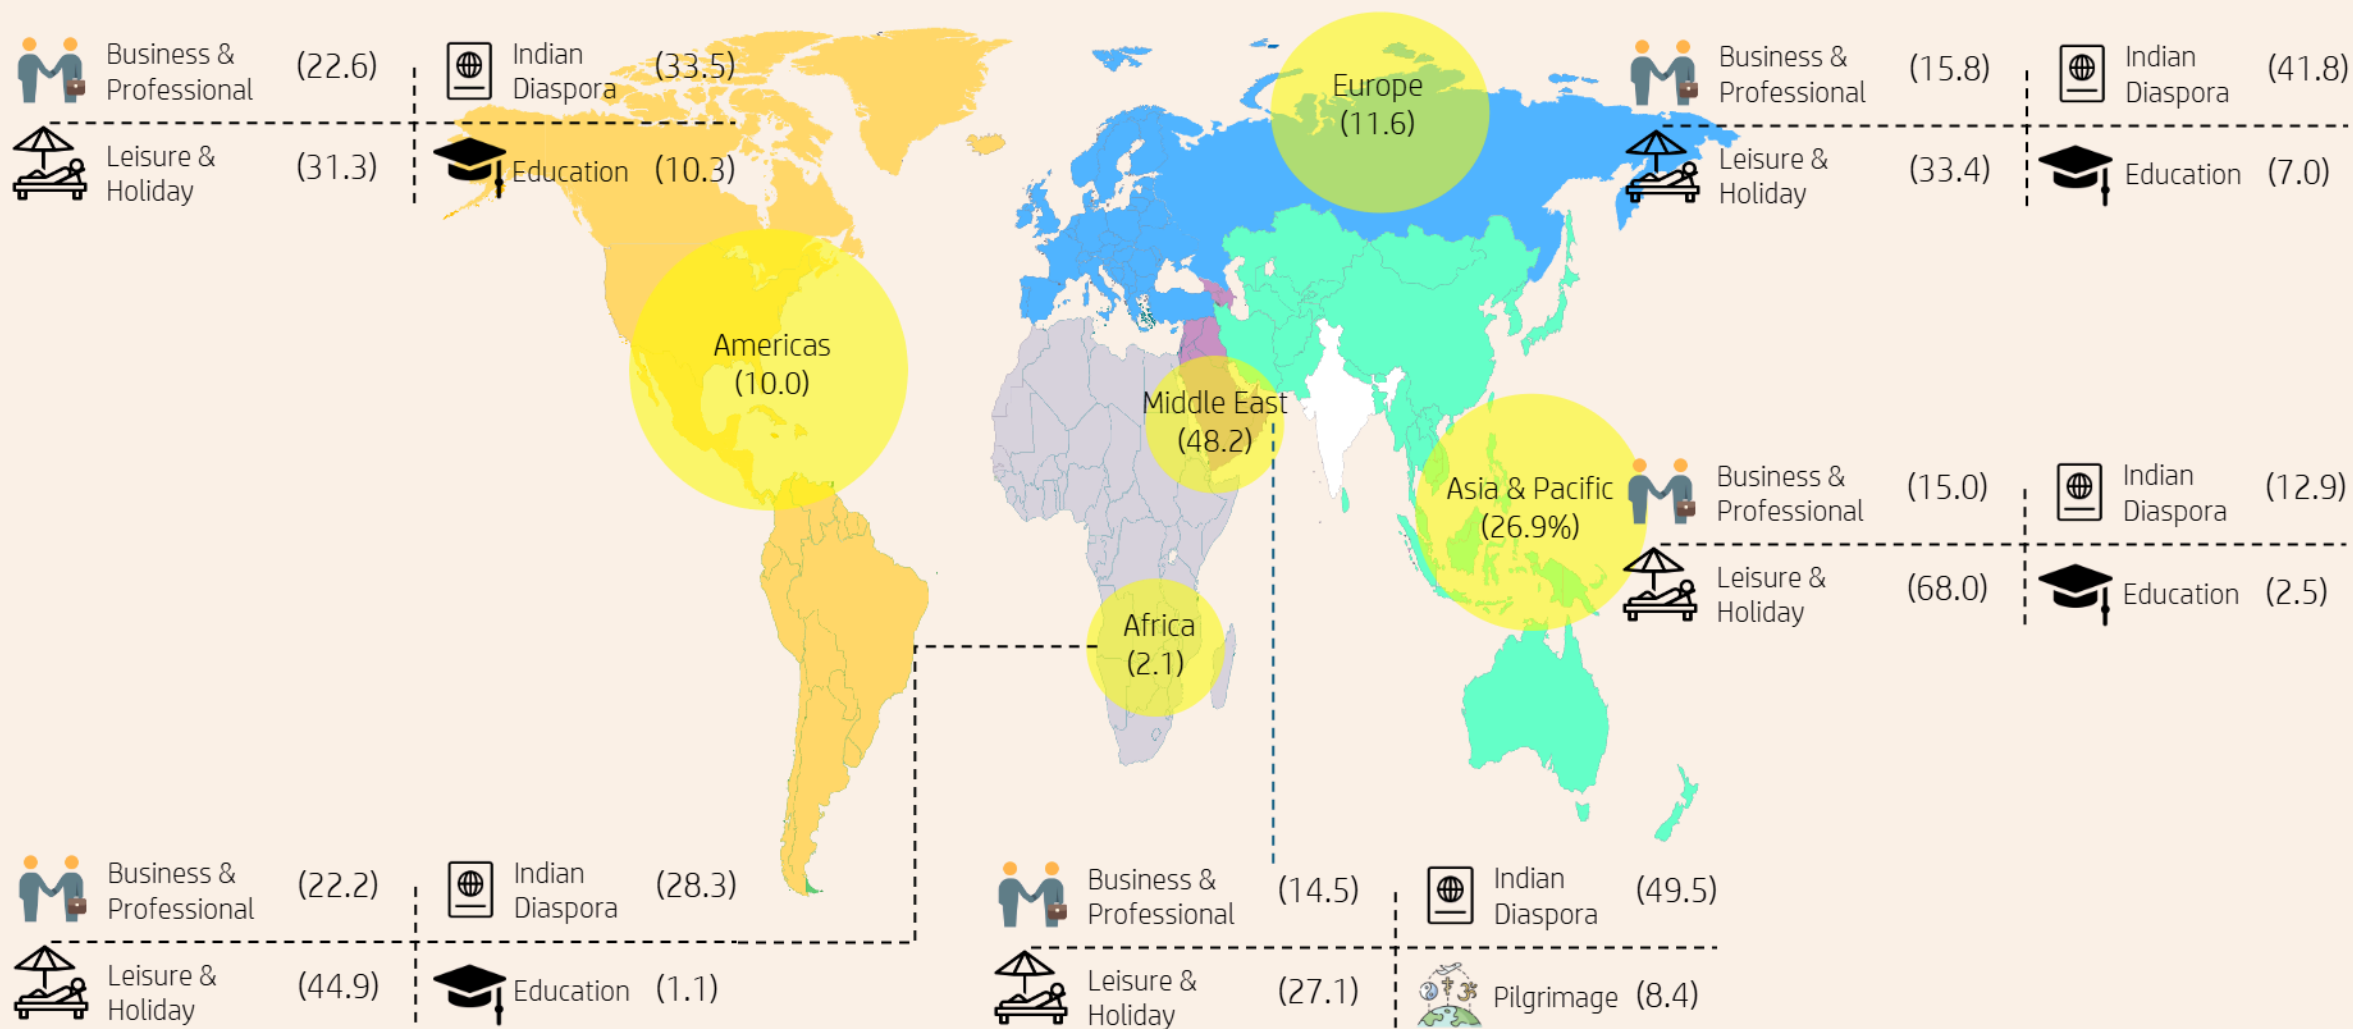 Business &
Professional
(22.6)
Indian
Diaspora
(33.5)
Leisure &
Holiday
(31.3)
Education
(10.3)
Europe
(11.6)
Business &
Professional
(15.8)
Indian
Diaspora
(41.8)
Leisure &
Holiday
(33.4)
Education
(7.0)
Americas
(10.0)
Middle East
(48.2)
Asia & Pacific
(26.9%)
Business &
Professional
(15.0)
Indian
Diaspora
(12.9)
Leisure &
Holiday
(68.0)
Education
(2.5)
Africa
(2.1)
Business &
Professional
(22.2)
Indian
Diaspora
(28.3)
Leisure &
Holiday
(44.9)
Education
(1.1)
Business &
Professional
(14.5)
Indian
Diaspora
(49.5)
Leisure &
Holiday
(27.1)
Pilgrimage
(8.4)